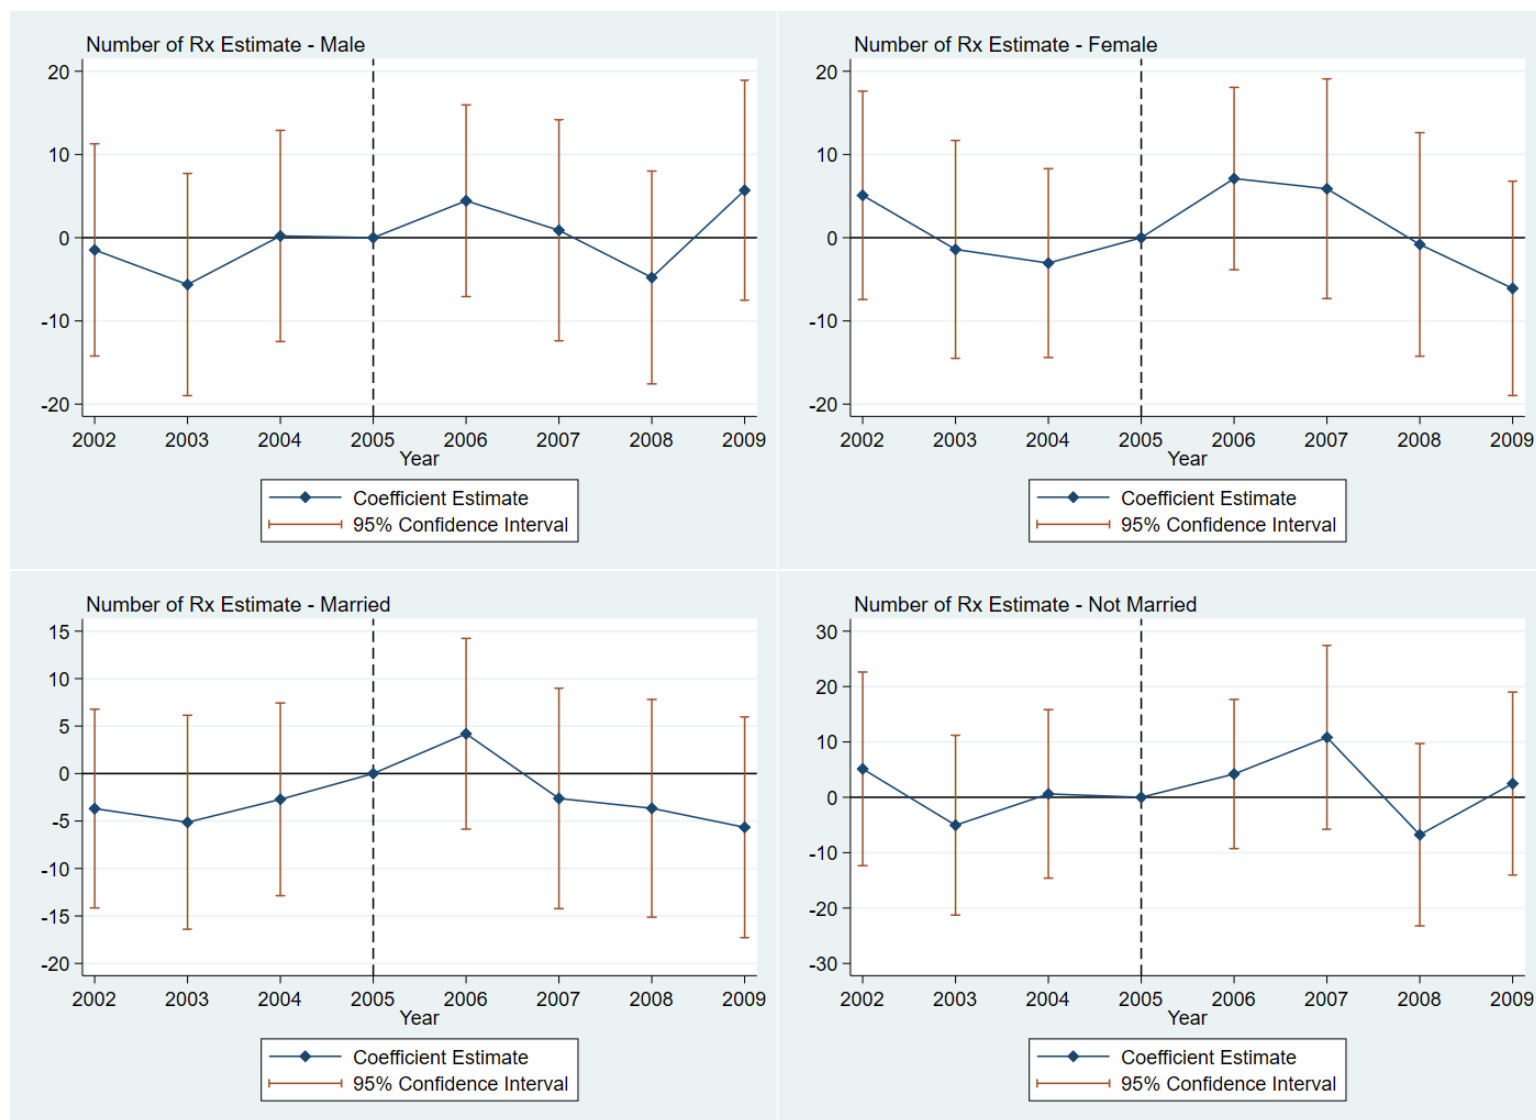 Number of Rx Estimate - Male
20
10
0
-10
-20
2002 2003 2004 2005 2006 2007 2008 2009
Year
Coefficient Estimate
95% Confidence Interval
Number of Rx Estimate - Female
20
10
0
-10
-20
2002 2003 2004 2005 2006 2007 2008 2009
Year
Coefficient Estimate
95% Confidence Interval
Number of Rx Estimate - Married
15
10
5
0
-5
-10
-15
-20
2002 2003 2004 2005 2006 2007 2008 2009
Year
Coefficient Estimate
95% Confidence Interval
Number of Rx Estimate - Not Married
30
20
10
0
-10
-20
-30
2002 2003 2004 2005 2006 2007 2008 2009
Year
Coefficient Estimate
95% Confidence Interval